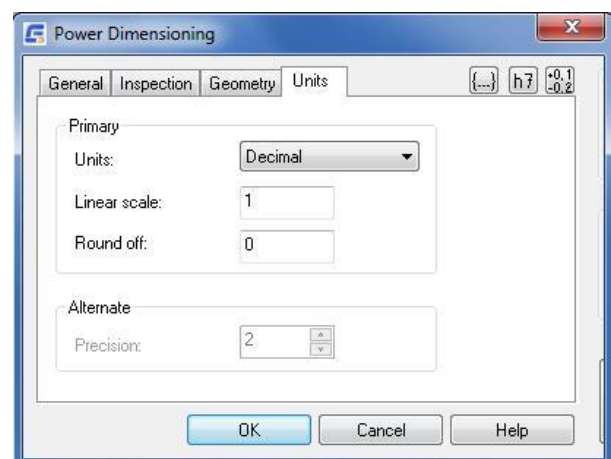 Power Dimensioning
General Inspection Geometry Units {...} h7 +0.1 -0.2
Primary
Units: Decimal
Linear scale: 1
Round off: 0
Alternate
Precision: 2
OK Cancel Help